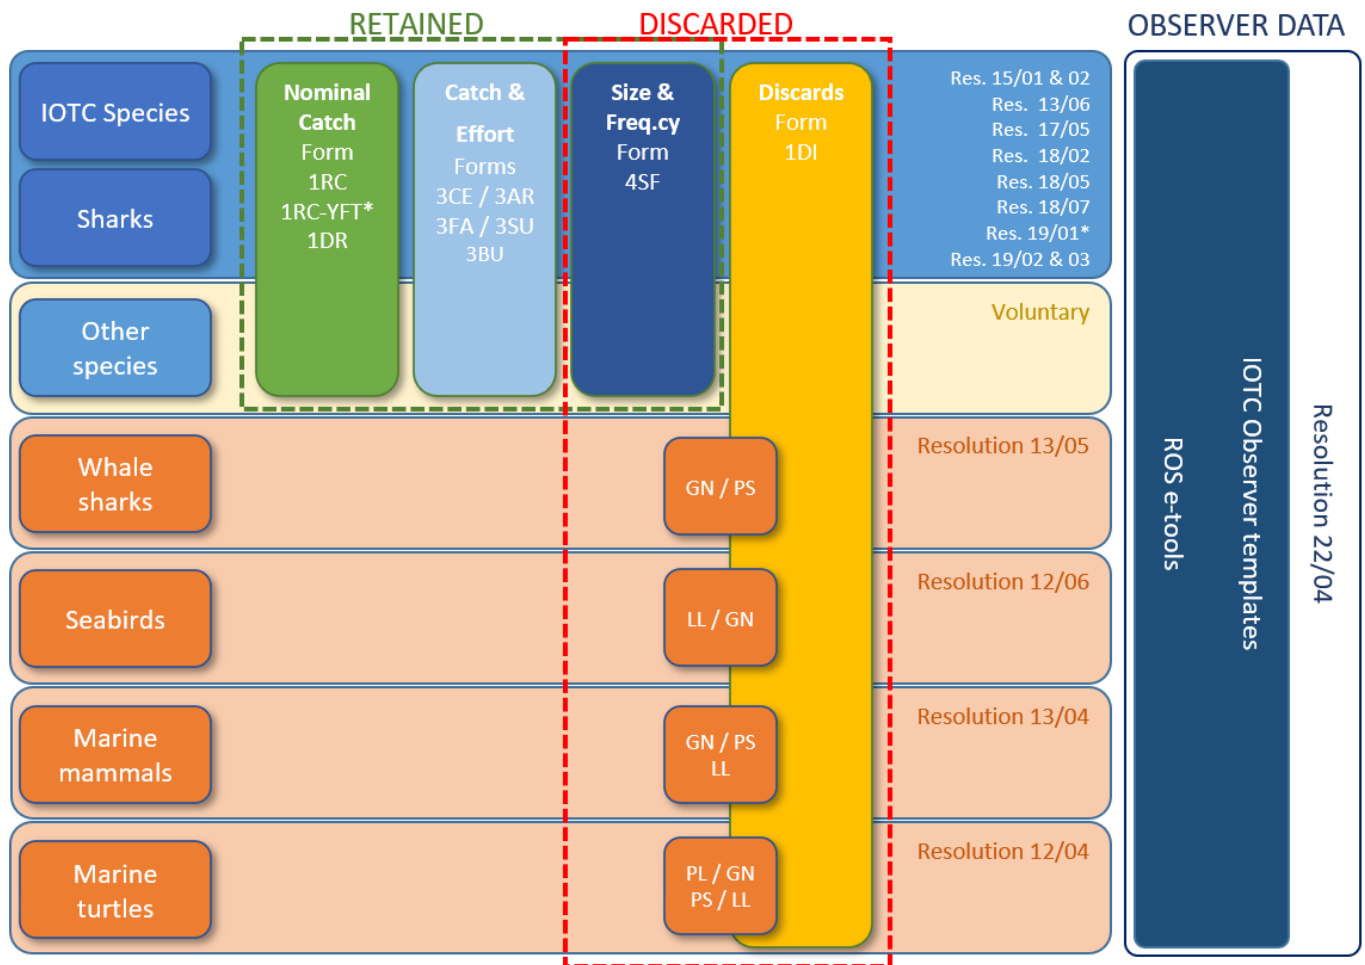 RETAINED
DISCARDED
OBSERVER DATA
IOTC Species
Sharks
Nominal
Catch
Form
1RC
1RC-YFT*
1DR
Catch &
Effort
Forms
3CE / 3AR
3FA / 3SU
3BU
Size &
Freq.cy
Form
4SF
Discards
Form
1DI
Res. 15/01 & 02
Res. 13/06
Res. 17/05
Res. 18/02
Res. 18/05
Res. 18/07
Res. 19/01*
Res. 19/02 & 03
Other
species
Voluntary
Whale
sharks
GN / PS
Resolution 13/05
Seabirds
LL / GN
Resolution 12/06
Marine
mammals
GN / PS
LL
Resolution 13/04
Marine
turtles
PL / GN
PS / LL
Resolution 12/04
ROS e-tools
IOTC Observer templates
Resolution 22/04